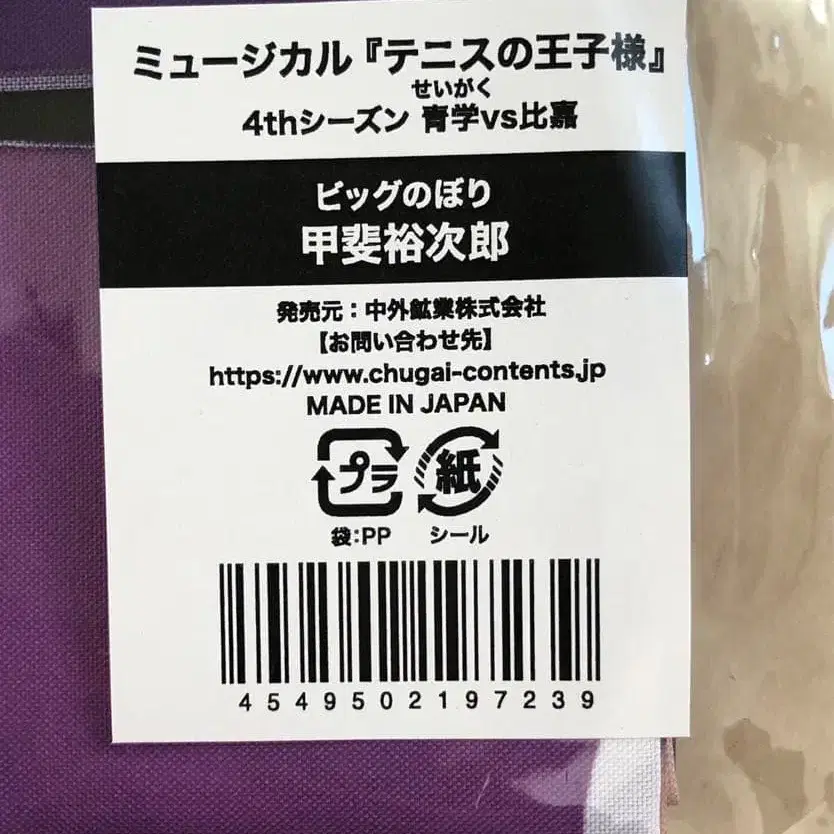 ミュージカル『テニスの王子様』
せいがく
4thシーズン 青学vs比嘉
ビッグのぼり
甲斐裕次郎
発売元：中外鉱業株式会社
【お問い合わせ先】
https://www.chugai-contents.jp
MADE IN JAPAN
プラ 紙
袋:PP シール
4549502197239